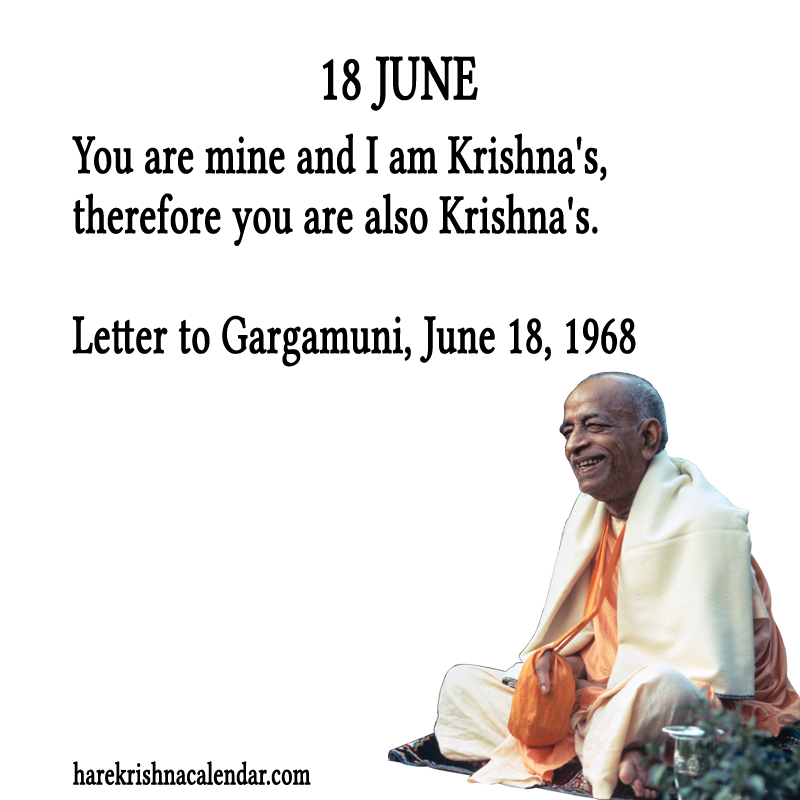 18 JUNE
You are mine and I am Krishna's,
therefore you are also Krishna's.
Letter to Gargamuni, June 18, 1968
harekrishnacalendar.com